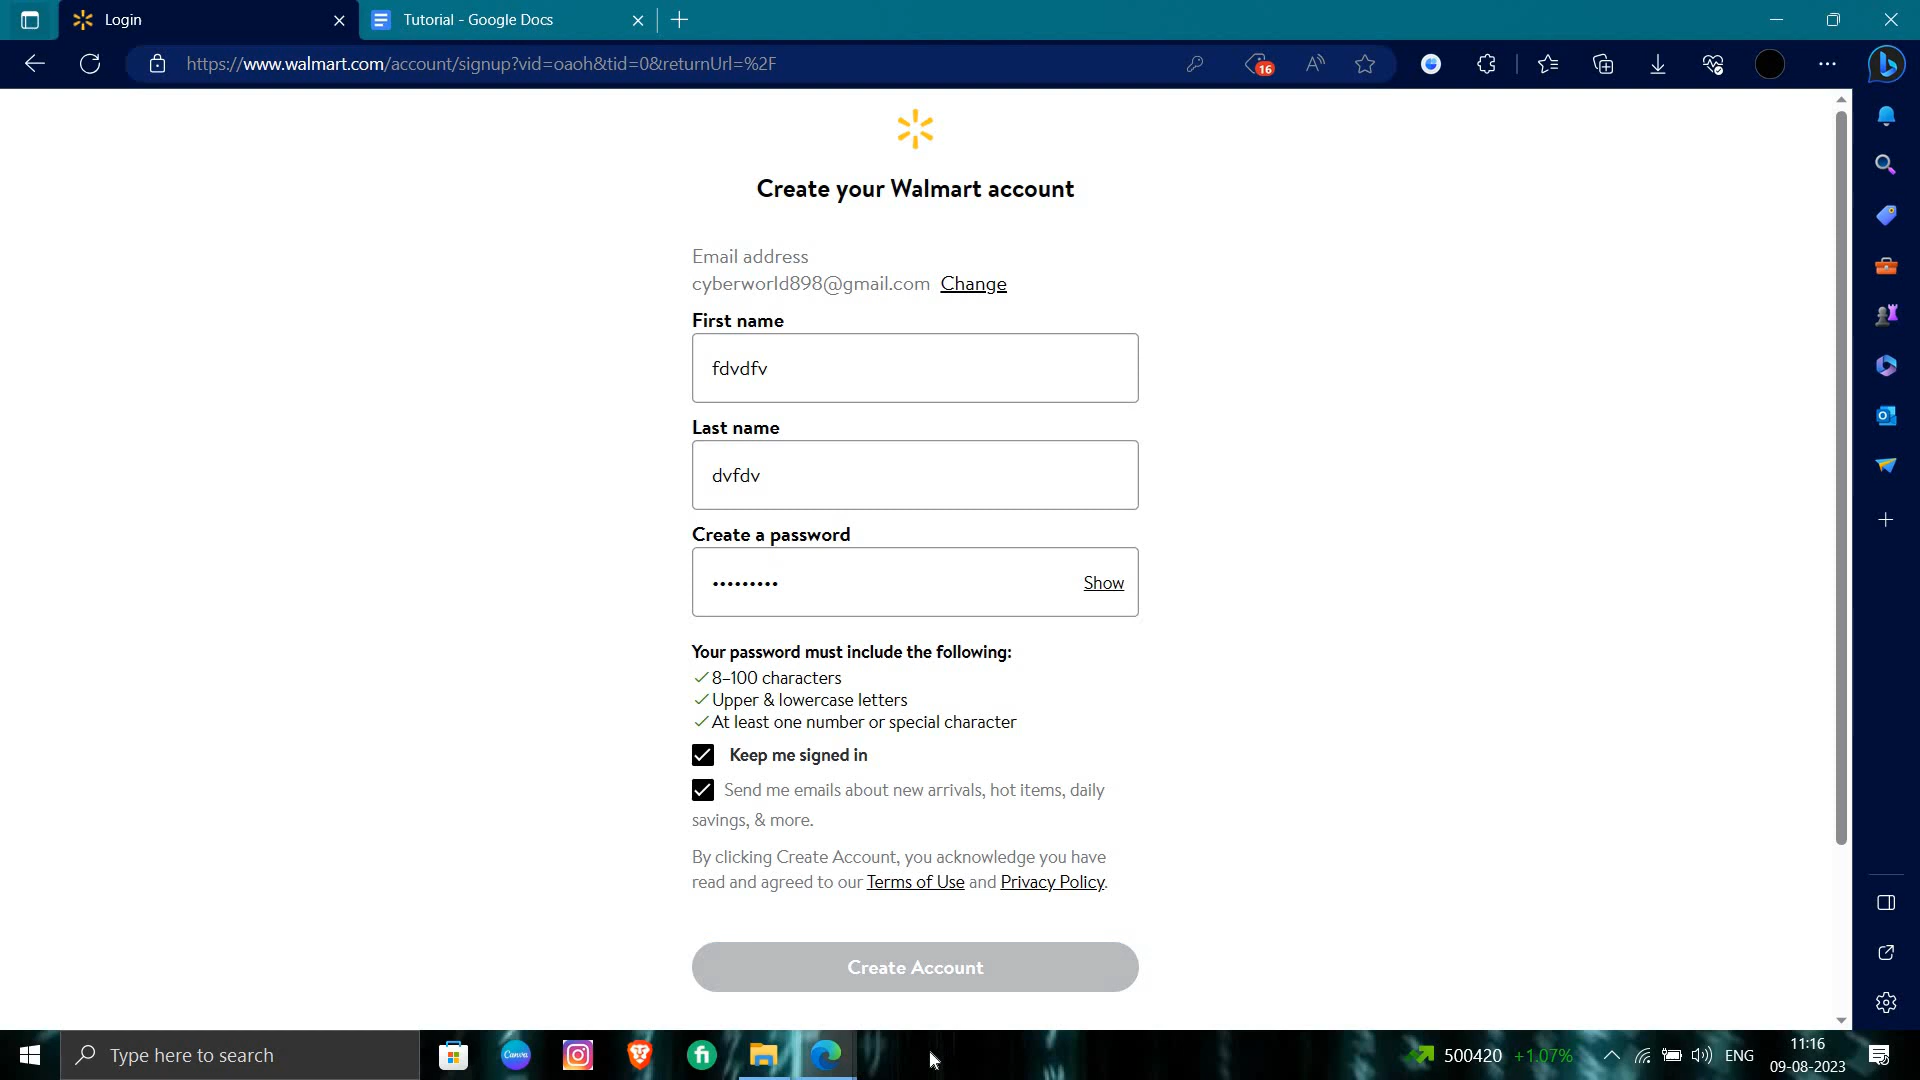 Login
Tutorial - Google Docs
https://www.walmart.com/account/signup?vid=oaoh&tid=0&returnUrl=%2F
16
A
Create your Walmart account
Email address
cyberworld898@gmail.com Change
First name
fdvdfv
Last name
dvfdv
Create a password
••••••••• Show
Your password must include the following:
8–100 characters
Upper & lowercase letters
At least one number or special character
Keep me signed in
Send me emails about new arrivals, hot items, daily
savings, & more.
By clicking Create Account, you acknowledge you have
read and agreed to our Terms of Use and Privacy Policy.
Create Account
Type here to search
Canva
fi
500420 +1.07%
ENG
11:16
09-08-2023